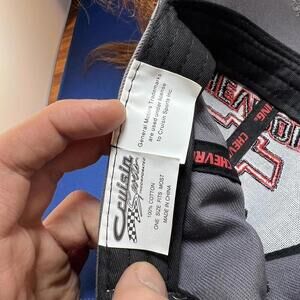 General Motors Trademarks
are used under license
to Cruisin Sports Inc.
Cruisin
Sports
100% COTTON
ONE SIZE FITS MOST
MADE IN CHINA
CHEVROLET
CHEVR